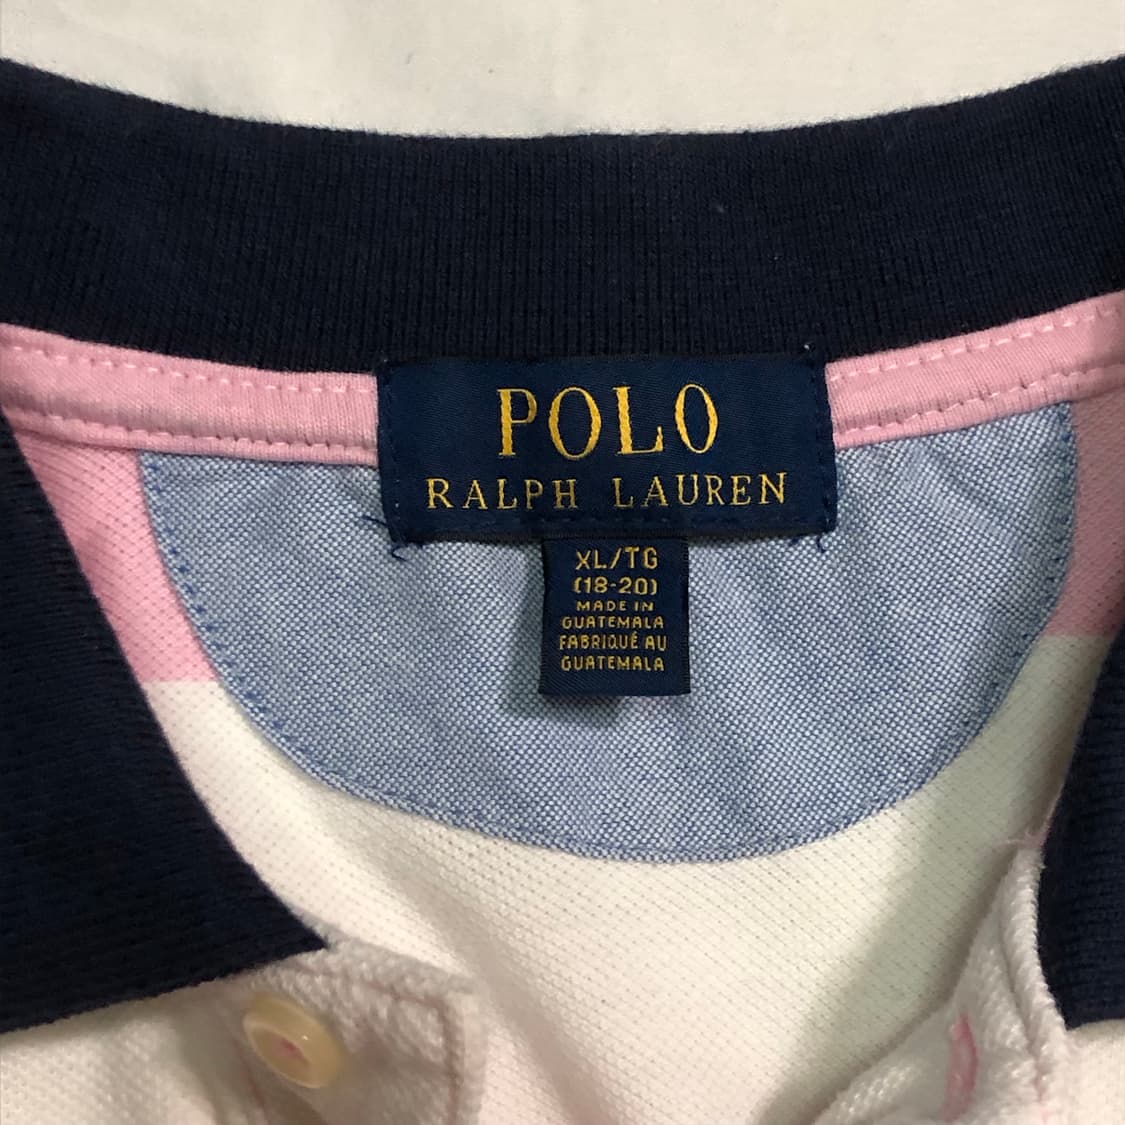 POLO
RALPH LAUREN
XL/TG
(18-20)
MADE IN
GUATEMALA
FABRIQUÉ AU
GUATEMALA